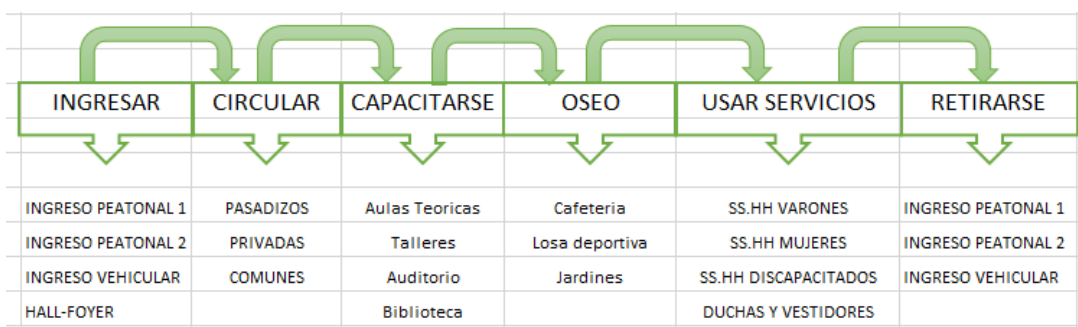 INGRESAR CIRCULAR CAPACITARSE OSEO USAR SERVICIOS RETIRARSE
INGRESO PEATONAL 1 PASADIZOS Aulas Teoricas Cafeteria SS.HH VARONES INGRESO PEATONAL 1
INGRESO PEATONAL 2 PRIVADAS Talleres Losa deportiva SS.HH MUJERES INGRESO PEATONAL 2
INGRESO VEHICULAR COMUNES Auditorio Jardines SS.HH DISCAPACITADOS INGRESO VEHICULAR
HALL-FOYER Biblioteca DUCHAS Y VESTIDORES